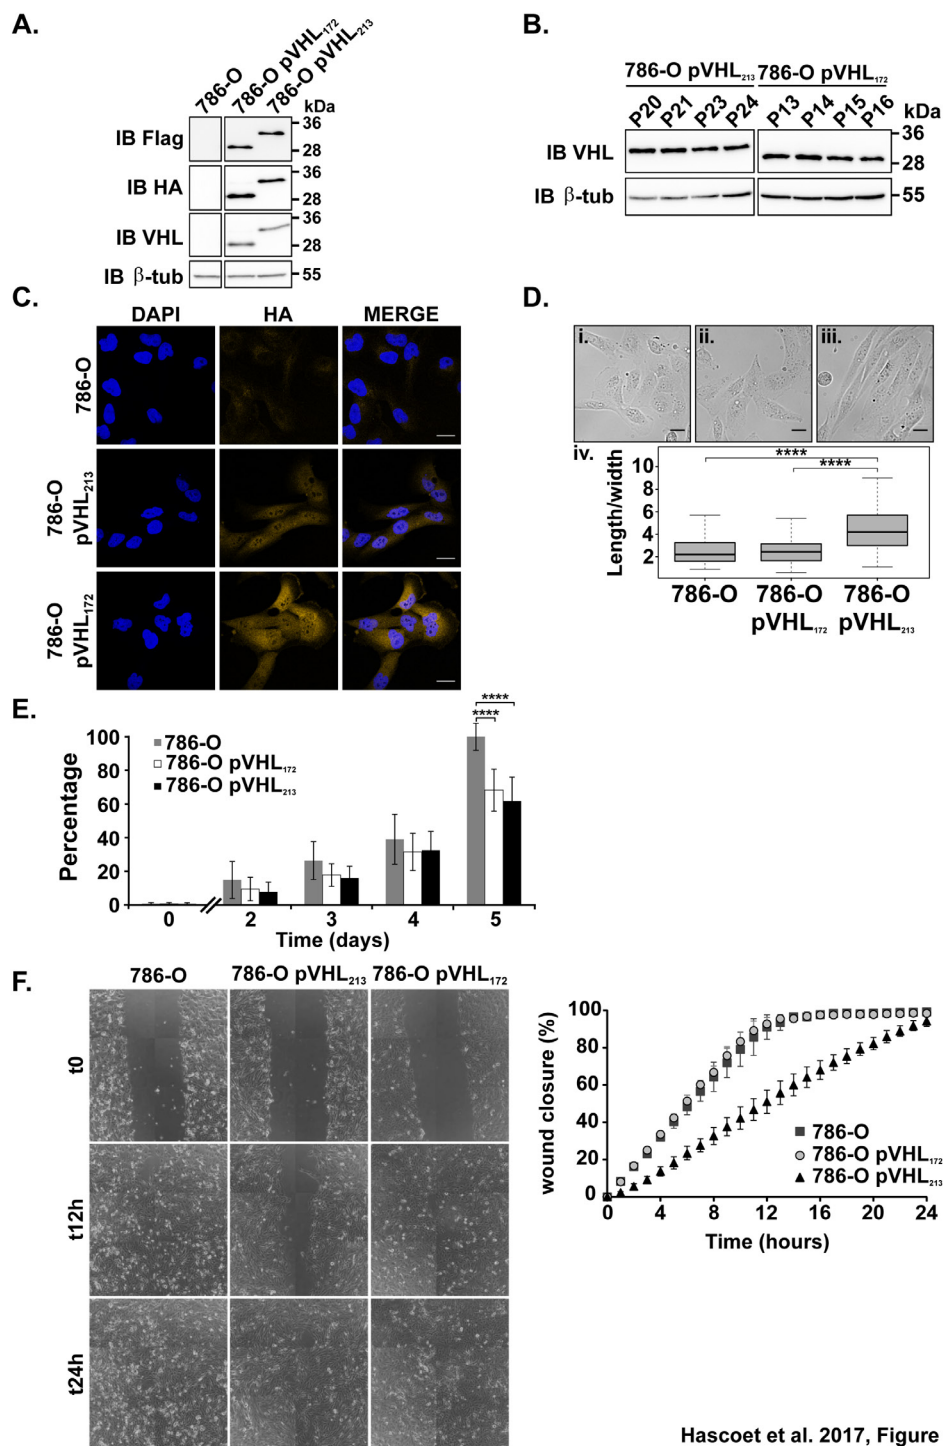 A.
786-O
786-O pVHL172
786-O pVHL213
kDa
IB Flag
36
28
IB HA
36
28
IB VHL
36
28
IB β-tub
55
B.
786-O pVHL213 786-O pVHL172
P20 P21 P23 P24 P13 P14 P15 P16 kDa
IB VHL
36
28
IB β-tub
55
C.
DAPI HA MERGE
786-O
786-O
pVHL213
786-O
pVHL172
D.
i. ii. iii.
iv.
****
****
Length/width
10
8
6
4
2
786-O 786-O 786-O
pVHL172 pVHL213
E.
****
****
Percentage
100
80
60
40
20
0
786-O
786-O pVHL172
786-O pVHL213
0 2 3 4 5
Time (days)
F.
786-O 786-O pVHL213 786-O pVHL172
t0
t12h
t24h
wound closure (%)
100
80
60
40
20
0
786-O
786-O pVHL172
786-O pVHL213
0 4 8 12 16 20 24
Time (hours)
Hascoet et al. 2017, Figure